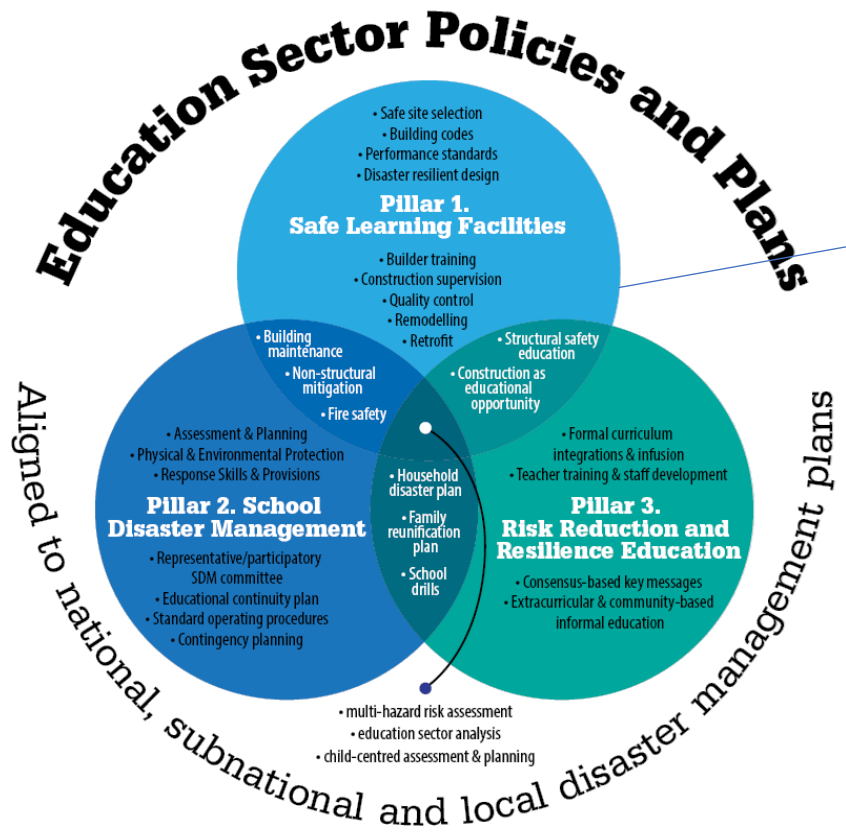 Education Sector Policies and Plans
• Safe site selection
• Building codes
• Performance standards
• Disaster resilient design
Pillar 1.
Safe Learning Facilities
• Builder training
• Construction supervision
• Quality control
• Remodelling
• Retrofit
• Building
maintenance
• Non-structural
mitigation
• Fire safety
• Structural safety
education
• Construction as
educational
opportunity
• Assessment & Planning
• Physical & Environmental Protection
• Response Skills & Provisions
Pillar 2. School
Disaster Management
• Representative/participatory
SDM committee
• Educational continuity plan
• Standard operating procedures
• Contingency planning
• Household
disaster plan
• Family
reunification
plan
• School
drills
• Formal curriculum
integrations & infusion
• Teacher training & staff development
Pillar 3.
Risk Reduction and
Resilience Education
• Consensus-based key messages
• Extracurricular & community-based
informal education
• multi-hazard risk assessment
• education sector analysis
• child-centred assessment & planning
Aligned to national, subnational and local disaster management plans